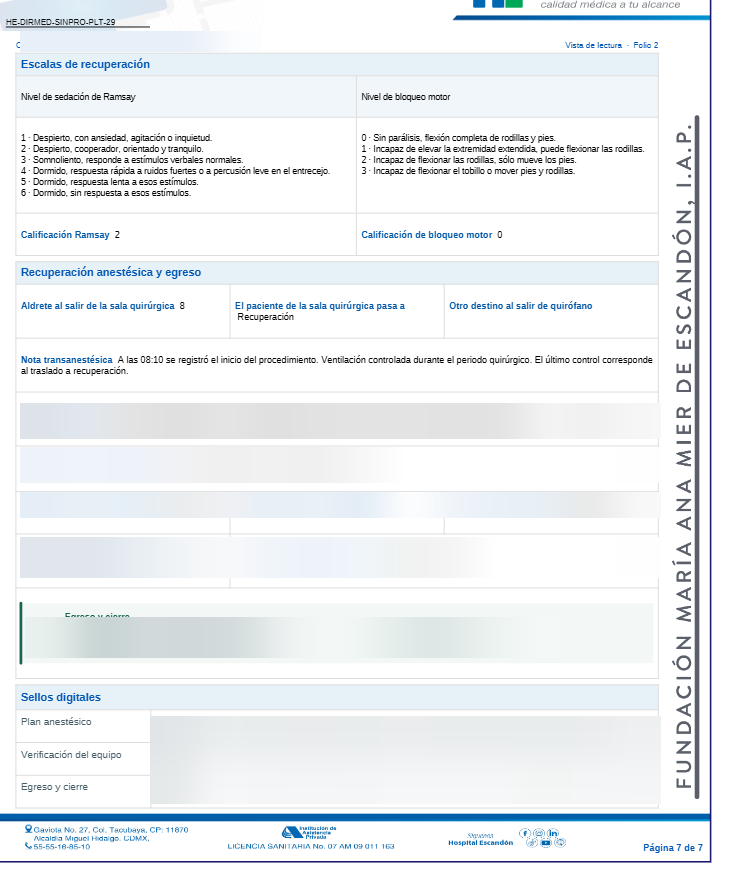 calidad médica a tu alcance
HE-DIRMED-SINPRO-PLT-29
Vista de lectura · Folio 2
Escalas de recuperación
Nivel de sedación de Ramsay
Nivel de bloqueo motor
1 · Despierto, con ansiedad, agitación o inquietud.
2 · Despierto, cooperador, orientado y tranquilo.
3 · Somnoliento, responde a estímulos verbales normales.
4 · Dormido, respuesta rápida a ruidos fuertes o a percusión leve en el entrecejo.
5 · Dormido, respuesta lenta a esos estímulos.
6 · Dormido, sin respuesta a esos estímulos.
0 · Sin parálisis, flexión completa de rodillas y pies.
1 · Incapaz de elevar la extremidad extendida, puede flexionar las rodillas.
2 · Incapaz de flexionar las rodillas, sólo mueve los pies.
3 · Incapaz de flexionar el tobillo o mover pies y rodillas.
Calificación Ramsay 2
Calificación de bloqueo motor 0
Recuperación anestésica y egreso
Aldrete al salir de la sala quirúrgica 8
El paciente de la sala quirúrgica pasa a
Recuperación
Otro destino al salir de quirófano
Nota transanestésica A las 08:10 se registró el inicio del procedimiento. Ventilación controlada durante el periodo quirúrgico. El último control corresponde
al traslado a recuperación.
Egreso y cierre
Sellos digitales
Plan anestésico
Verificación del equipo
Egreso y cierre
FUNDACIÓN MARÍA ANA MIER DE ESCANDÓN, I.A.P.
Gaviota No. 27, Col. Tacubaya, CP: 11870
Alcaldía Miguel Hidalgo. CDMX,
55-55-16-85-10
Institución de
Asistencia
Privada
LICENCIA SANITARIA No. 07 AM 09 011 163
Síguenos
Hospital Escandón
Página 7 de 7